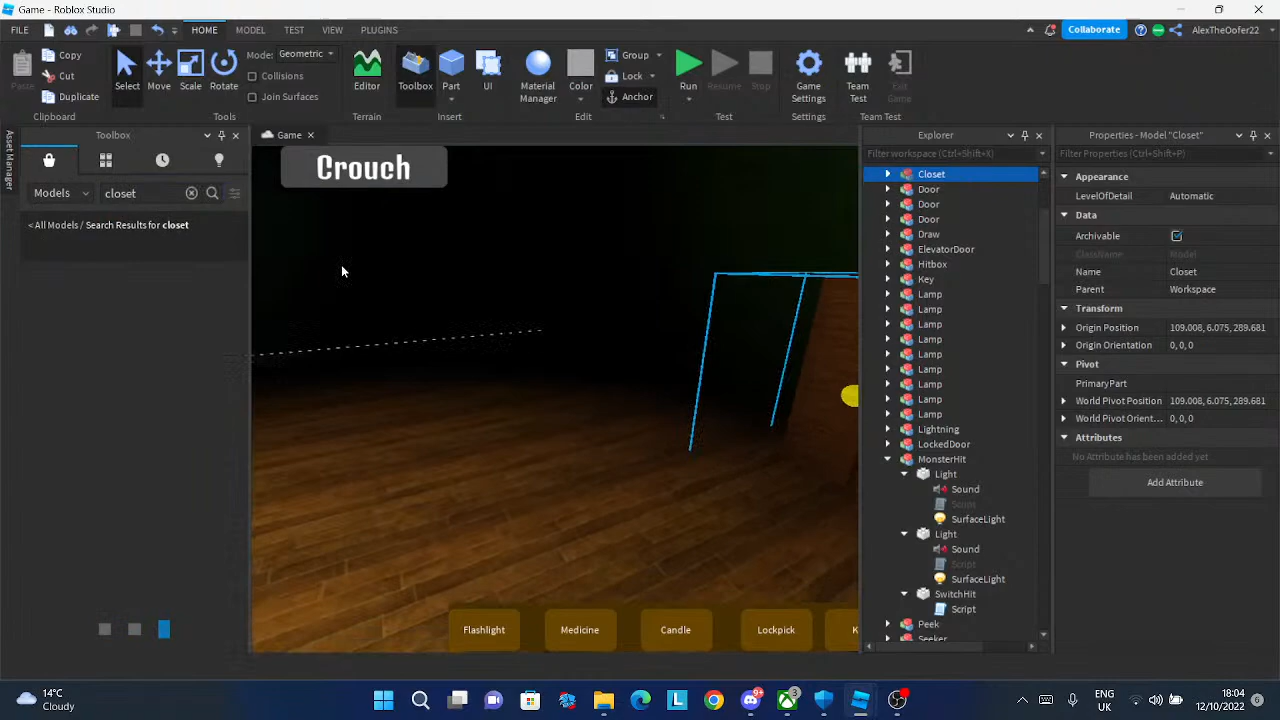 Game - Roblox Studio
FILE HOME MODEL TEST VIEW PLUGINS Collaborate AlexTheOofer22
Paste Copy Cut Duplicate Select Move Scale Rotate Mode: Geometric Collisions Join Surfaces Editor Toolbox Part UI Material Manager Color Group Lock Anchor Run Resume Stop Game Settings Team Test Exit Game
Clipboard Tools Terrain Insert Edit Test Settings Team Test
Asset Manager
Toolbox
Models closet
< All Models / Search Results for closet
Game
Crouch
Flashlight Medicine Candle Lockpick K
Explorer
Filter workspace (Ctrl+Shift+X)
Closet
Door
Door
Door
Draw
ElevatorDoor
Hitbox
Key
Lamp
Lamp
Lamp
Lamp
Lamp
Lamp
Lamp
Lamp
Lamp
Lightning
LockedDoor
MonsterHit
Light
Sound
Script
SurfaceLight
Light
Sound
Script
SurfaceLight
SwitchHit
Script
Peek
Seeker
Properties - Model "Closet"
Filter Properties (Ctrl+Shift+P)
Appearance
LevelOfDetail Automatic
Data
Archivable
ClassName Model
Name Closet
Parent Workspace
Transform
Origin Position 109.008, 6.075, 289.681
Origin Orientation 0, 0, 0
Pivot
PrimaryPart
World Pivot Position 109.008, 6.075, 289.681
World Pivot Orient... 0, 0, 0
Attributes
No Attribute has been added yet
Add Attribute
14°C
Cloudy
9+
3
ENG
UK
18:04
12/10/2022